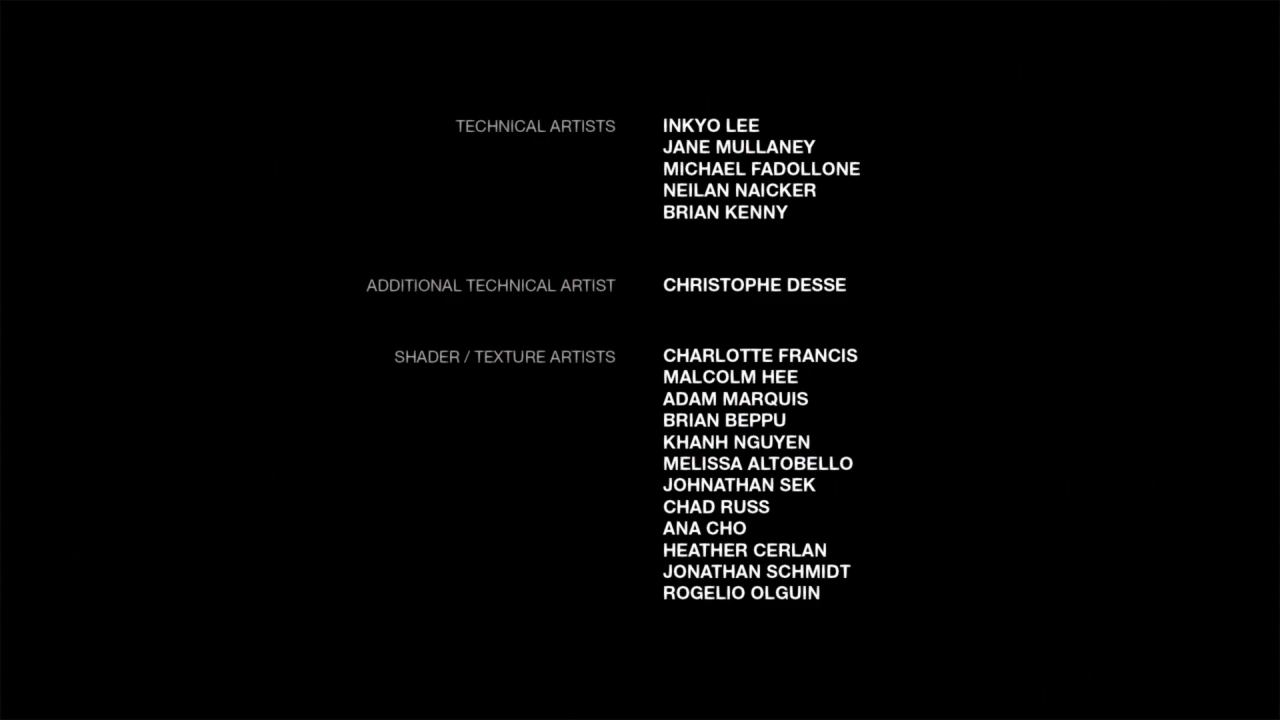 TECHNICAL ARTISTS INKYO LEE
JANE MULLANEY
MICHAEL FADOLLONE
NEILAN NAICKER
BRIAN KENNY
ADDITIONAL TECHNICAL ARTIST CHRISTOPHE DESSE
SHADER / TEXTURE ARTISTS CHARLOTTE FRANCIS
MALCOLM HEE
ADAM MARQUIS
BRIAN BEPPU
KHANH NGUYEN
MELISSA ALTOBELLO
JOHNATHAN SEK
CHAD RUSS
ANA CHO
HEATHER CERLAN
JONATHAN SCHMIDT
ROGELIO OLGUIN